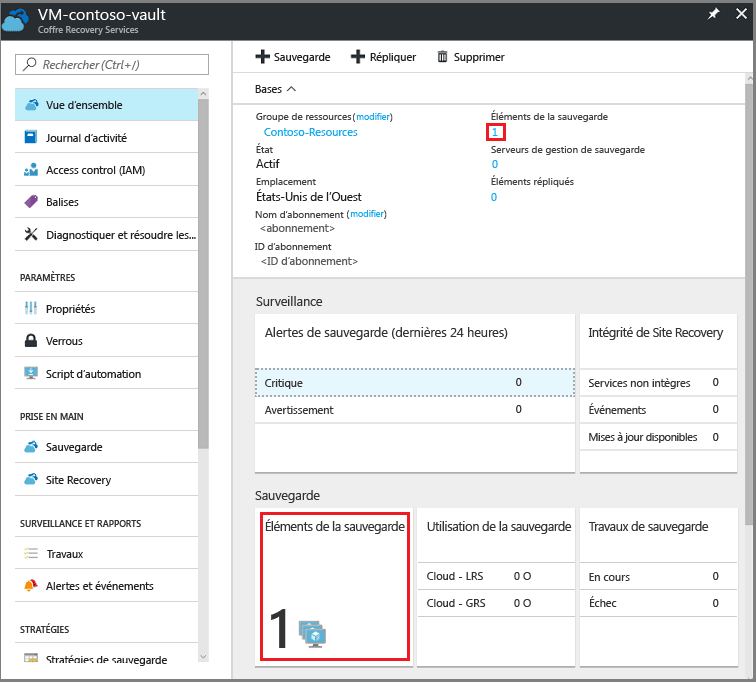 VM-contoso-vault
Coffre Recovery Services
Rechercher (Ctrl+/)
Vue d'ensemble
Journal d'activité
Access control (IAM)
Balises
Diagnostiquer et résoudre les...
PARAMÈTRES
Propriétés
Verrous
Script d'automation
PRISE EN MAIN
Sauvegarde
Site Recovery
SURVEILLANCE ET RAPPORTS
Travaux
Alertes et événements
STRATÉGIES
Stratégies de sauvegarde
Sauvegarde
Répliquer
Supprimer
Bases
Groupe de ressources (modifier)
Contoso-Resources
État
Actif
Emplacement
États-Unis de l'Ouest
Nom d'abonnement (modifier)
<abonnement>
ID d'abonnement
<ID d'abonnement>
Éléments de la sauvegarde
1
Serveurs de gestion de sauvegarde
0
Éléments répliqués
0
Surveillance
Alertes de sauvegarde (dernières 24 heures)
Critique 0
Avertissement 0
Intégrité de Site Recovery
Services non intègres 0
Événements 0
Mises à jour disponibles 0
Sauvegarde
Éléments de la sauvegarde
1
Utilisation de la sauvegarde
Cloud - LRS 0 O
Cloud - GRS 0 O
Travaux de sauvegarde
En cours 0
Échec 0